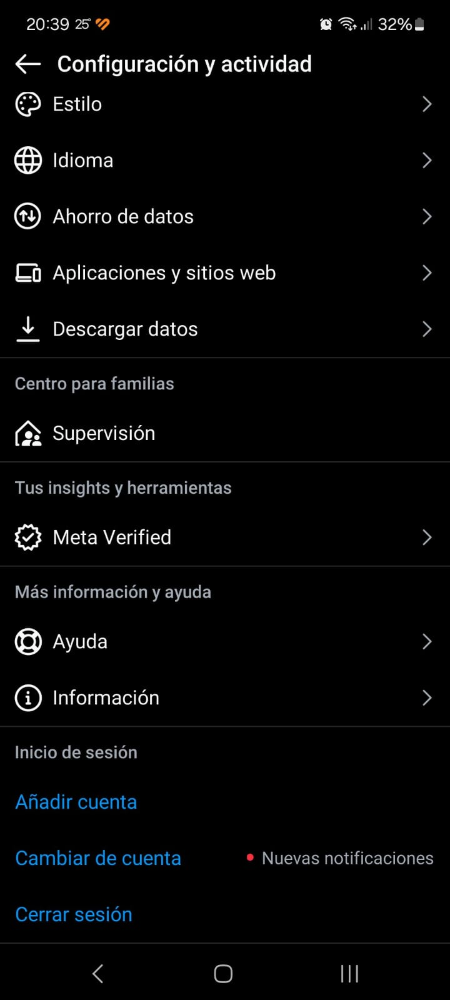 20:39 25° 32%
Configuración y actividad
Estilo
Idioma
Ahorro de datos
Aplicaciones y sitios web
Descargar datos
Centro para familias
Supervisión
Tus insights y herramientas
Meta Verified
Más información y ayuda
Ayuda
Información
Inicio de sesión
Añadir cuenta
Cambiar de cuenta Nuevas notificaciones
Cerrar sesión